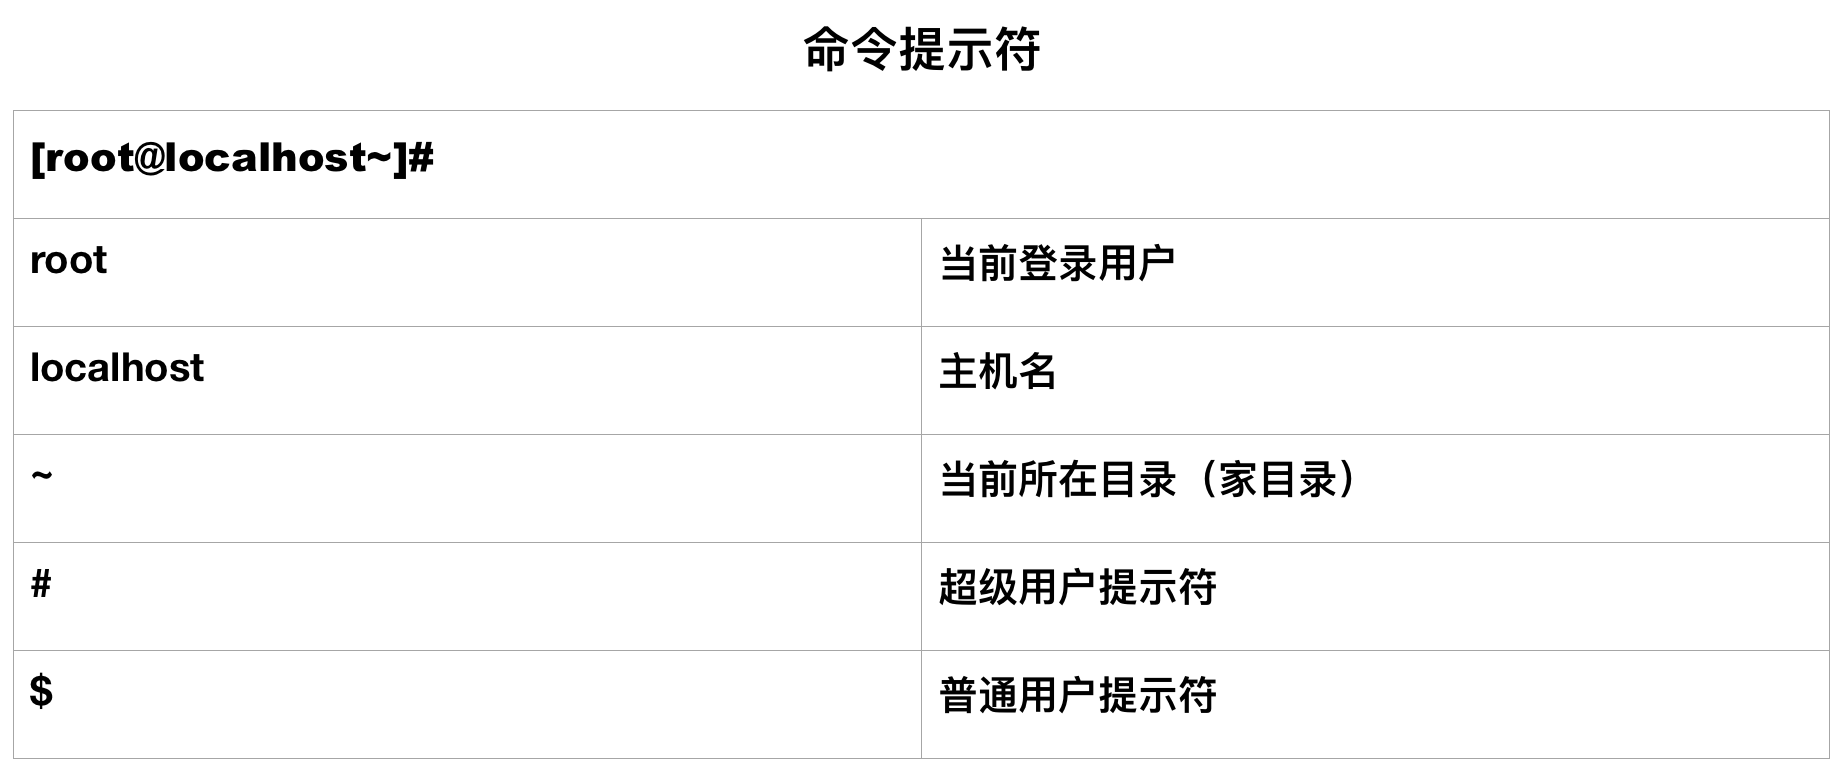 命令提示符
[root@localhost~]#
root
当前登录用户
localhost
主机名
~
当前所在目录（家目录）
#
超级用户提示符
$
普通用户提示符